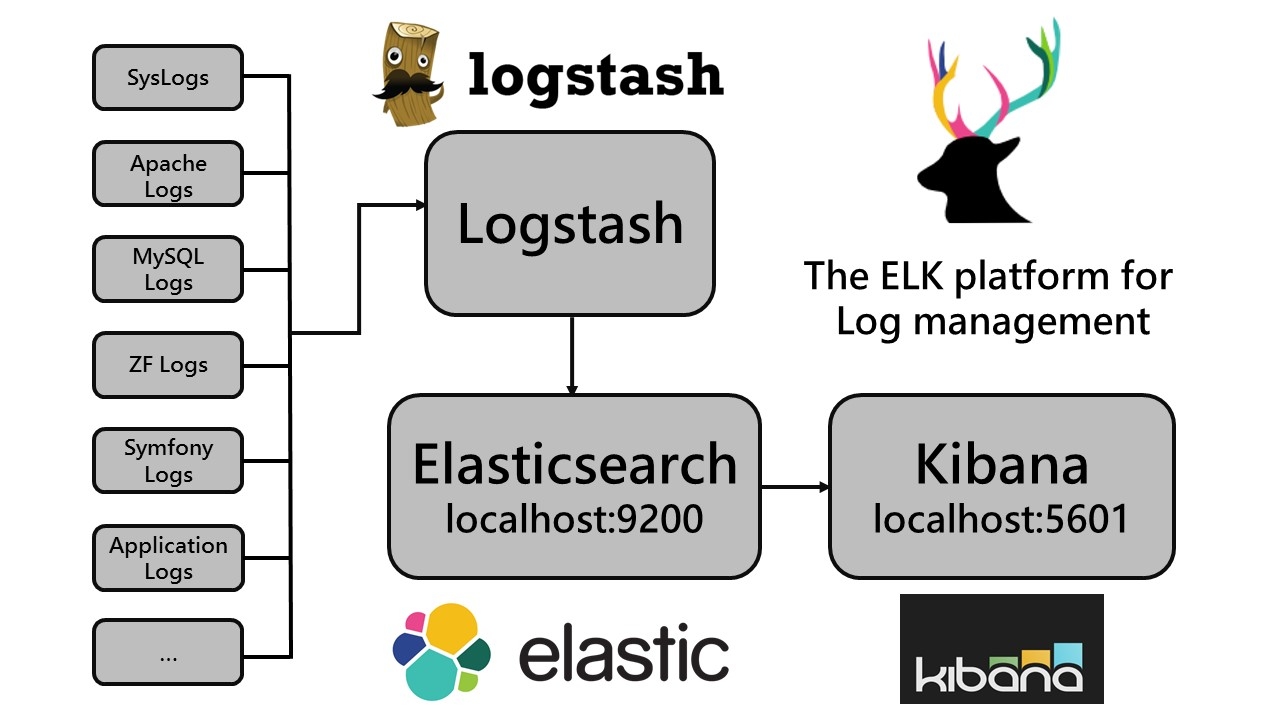 SysLogs
Apache
Logs
MySQL
Logs
ZF Logs
Symfony
Logs
Application
Logs
...
logstash
Logstash
The ELK platform for
Log management
Elasticsearch
localhost:9200
Kibana
localhost:5601
elastic
kibana